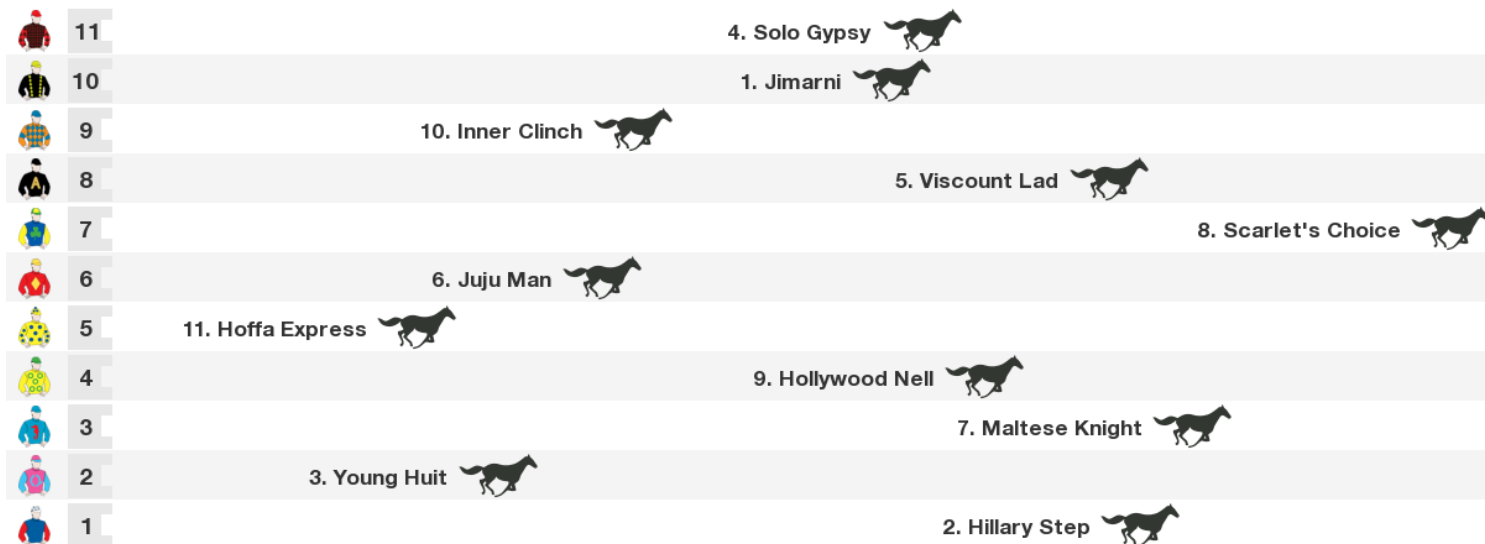 11 4. Solo Gypsy
10 1. Jimarni
9 10. Inner Clinch
A 8 5. Viscount Lad
7 8. Scarlet's Choice
6 6. Juju Man
5 11. Hoffa Express
4 9. Hollywood Nell
3 7. Maltese Knight
2 3. Young Huit
1 2. Hillary Step